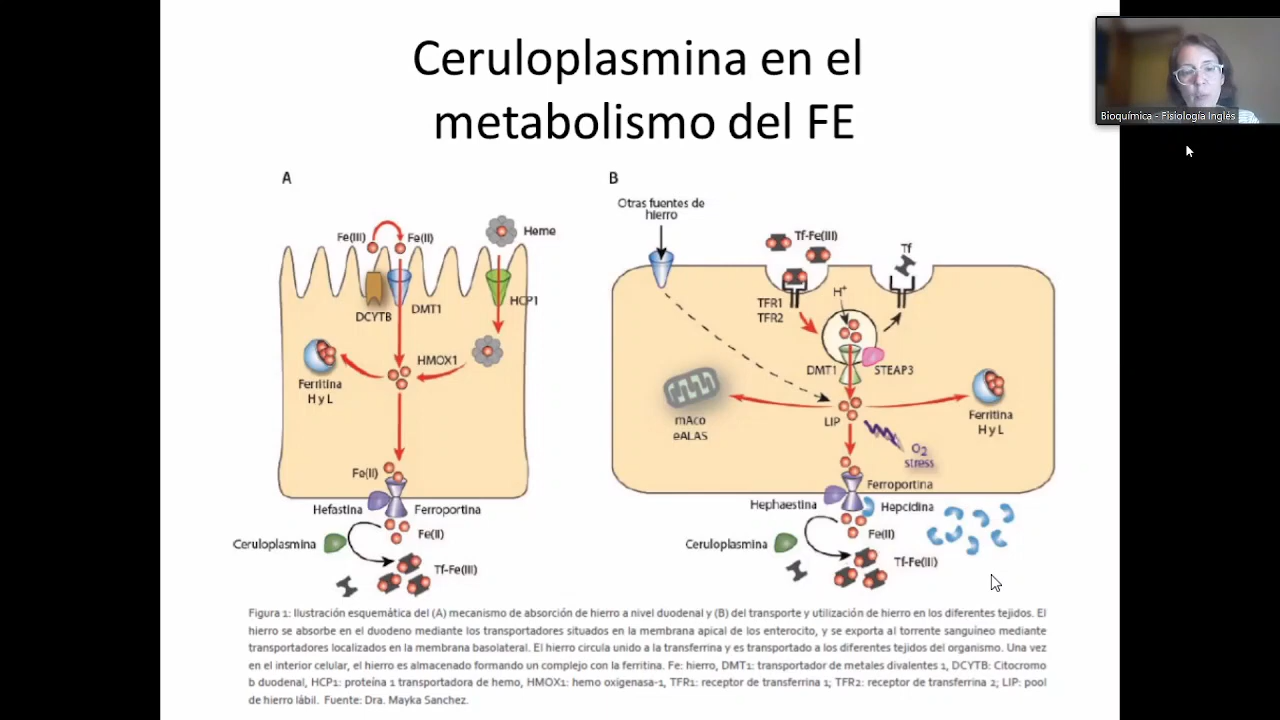 Ceruloplasmina en el
metabolismo del FE
Bioquímica - Fisiología Inglés
A
Fe(III)
Fe(II)
Heme
DCYTB
DMT1
HCP1
HMOX1
Ferritina
H y L
Fe(II)
Hefastina
Ferroportina
Fe(II)
Ceruloplasmina
Tf-Fe(III)
B
Otras fuentes de
hierro
Tf-Fe(III)
Tf
TFR1
TFR2
H+
DMT1
STEAP3
mAco
eALAS
LIP
Ferritina
H y L
O2
stress
Ferroportina
Hephaestina
Hepcidina
Fe(II)
Ceruloplasmina
Tf-Fe(III)
Figura 1: Ilustración esquemática del (A) mecanismo de absorción de hierro a nivel duodenal y (B) del transporte y utilización de hierro en los diferentes tejidos. El
hierro se absorbe en el duodeno mediante los transportadores situados en la membrana apical de los enterocito, y se exporta al torrente sanguíneo mediante
transportadores localizados en la membrana basolateral. El hierro circula unido a la transferrina y es transportado a los diferentes tejidos del organismo. Una vez
en el interior celular, el hierro es almacenado formando un complejo con la ferritina. Fe: hierro, DMT1: transportador de metales divalentes 1, DCYTB: Citocromo
b duodenal, HCP1: proteína 1 transportadora de hemo, HMOX1: hemo oxigenasa-1, TFR1: receptor de transferrina 1; TFR2: receptor de transferrina 2; LIP: pool
de hierro lábil. Fuente: Dra. Mayka Sanchez.